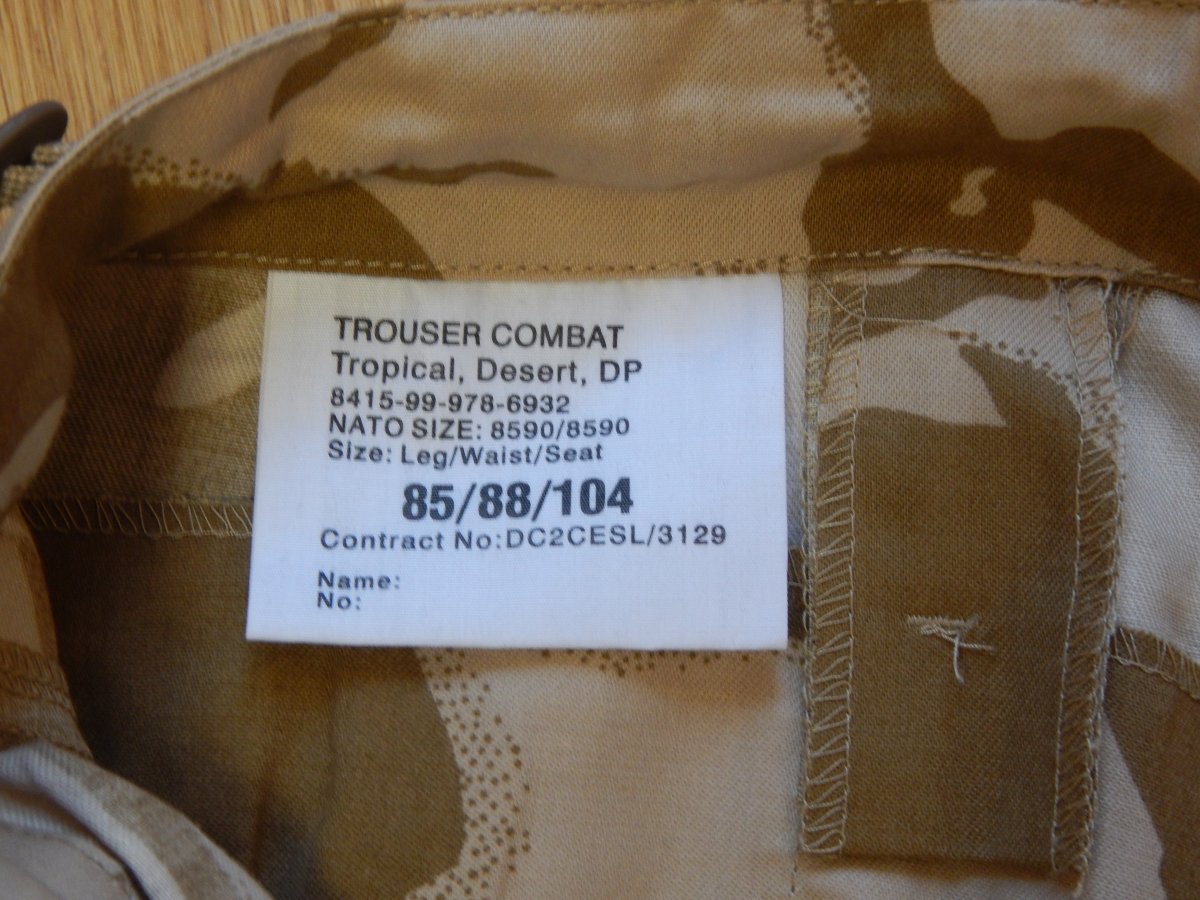 TROUSER COMBAT
Tropical, Desert, DP
8415-99-978-6932
NATO SIZE: 8590/8590
Size: Leg/Waist/Seat
85/88/104
Contract No:DC2CESL/3129
Name:
No: